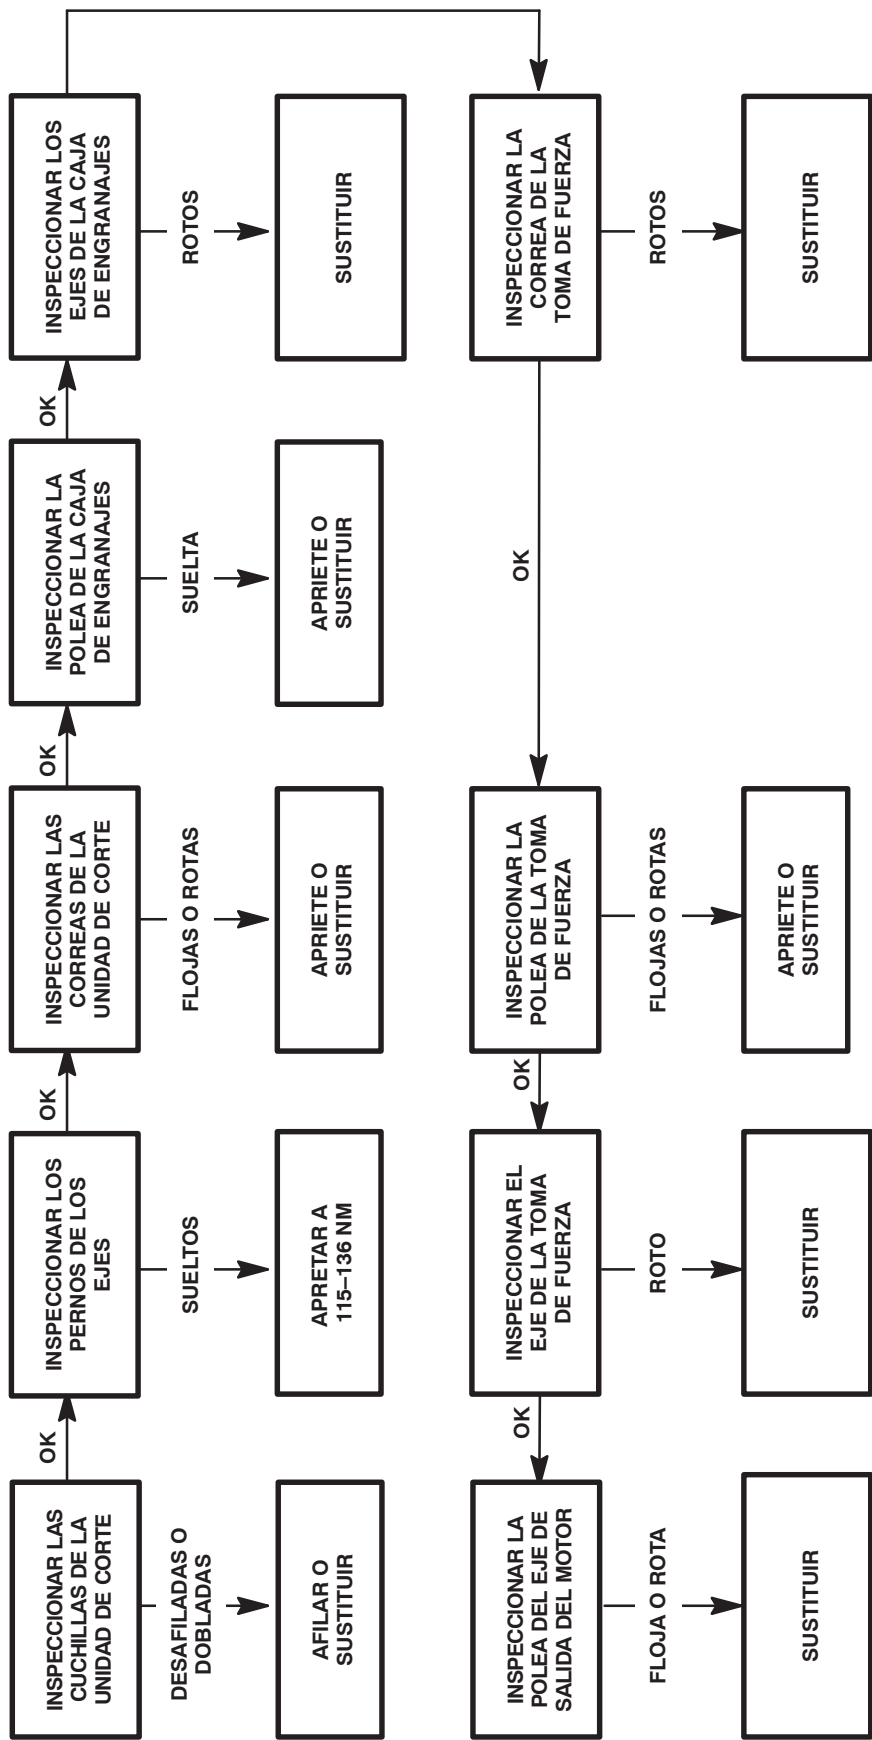 INSPECCIONAR LAS
CUCHILLAS DE LA
UNIDAD DE CORTE
OK
INSPECCIONAR LOS
PERNOS DE LOS
EJES
OK
INSPECCIONAR LAS
CORREAS DE LA
UNIDAD DE CORTE
OK
INSPECCIONAR LA
POLEA DE LA CAJA
DE ENGRANAJES
OK
INSPECCIONAR LOS
EJES DE LA CAJA
DE ENGRANAJES
DESAFILADAS O
DOBLADAS
SUELTOS
FLOJAS O ROTAS
SUELTA
ROTOS
AFILAR O
SUSTITUIR
APRETAR A
115–136 NM
APRIETE O
SUSTITUIR
APRIETE O
SUSTITUIR
SUSTITUIR
INSPECCIONAR LA
POLEA DEL EJE DE
SALIDA DEL MOTOR
OK
INSPECCIONAR EL
EJE DE LA TOMA
DE FUERZA
OK
INSPECCIONAR LA
POLEA DE LA TOMA
DE FUERZA
OK
INSPECCIONAR LA
CORREA DE LA
TOMA DE FUERZA
FLOJA O ROTA
ROTO
FLOJAS O ROTAS
ROTOS
SUSTITUIR
SUSTITUIR
APRIETE O
SUSTITUIR
SUSTITUIR